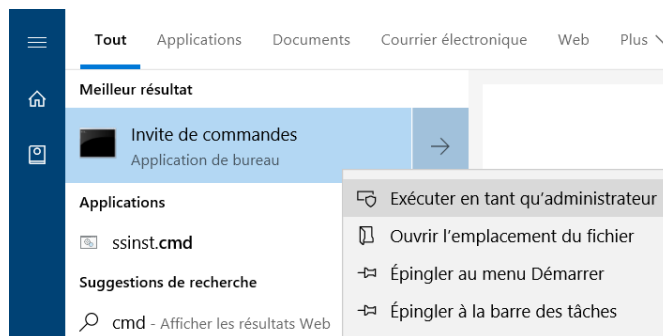 Tout Applications Documents Courrier électronique Web Plus
Meilleur résultat
Invite de commandes
Application de bureau
Exécuter en tant qu'administrateur
Applications
ssinst.cmd
Ouvrir l'emplacement du fichier
Épingler au menu Démarrer
Suggestions de recherche
Épingler à la barre des tâches
cmd - Afficher les résultats Web